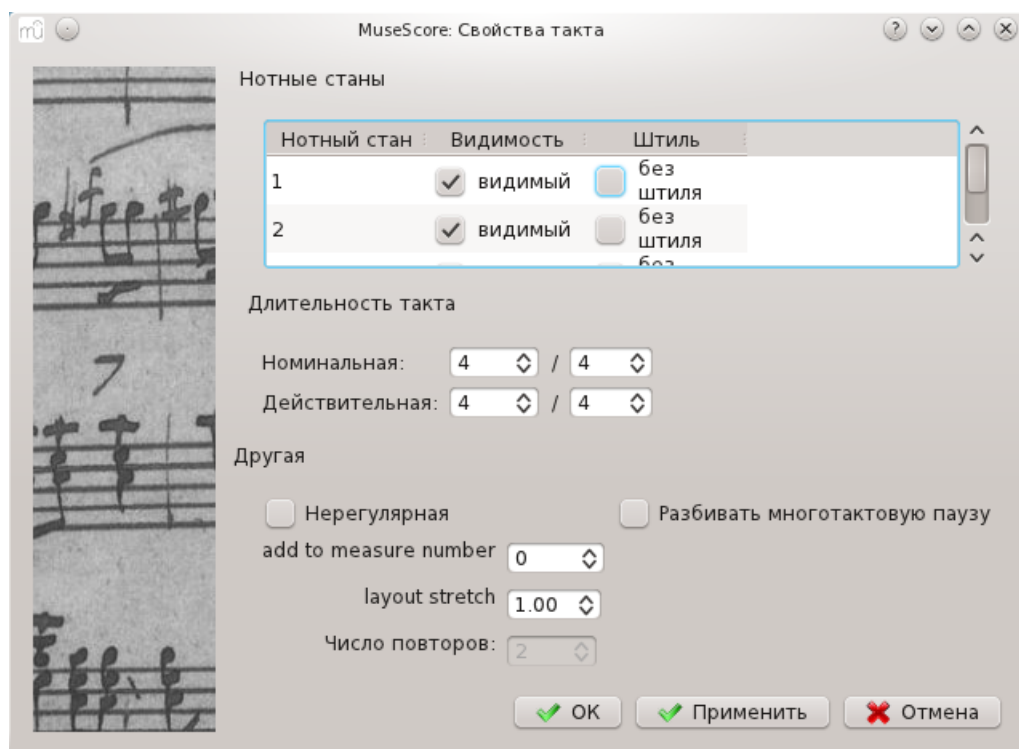 MuseScore: Свойства такта
Нотные станы
Нотный стан Видимость Штиль
1 видимый без штиля
2 видимый без штиля
без
Длительность такта
Номинальная: 4 / 4
Действительная: 4 / 4
Другая
Нерегулярная Разбивать многотактовую паузу
add to measure number 0
layout stretch 1.00
Число повторов: 2
OK Применить Отмена